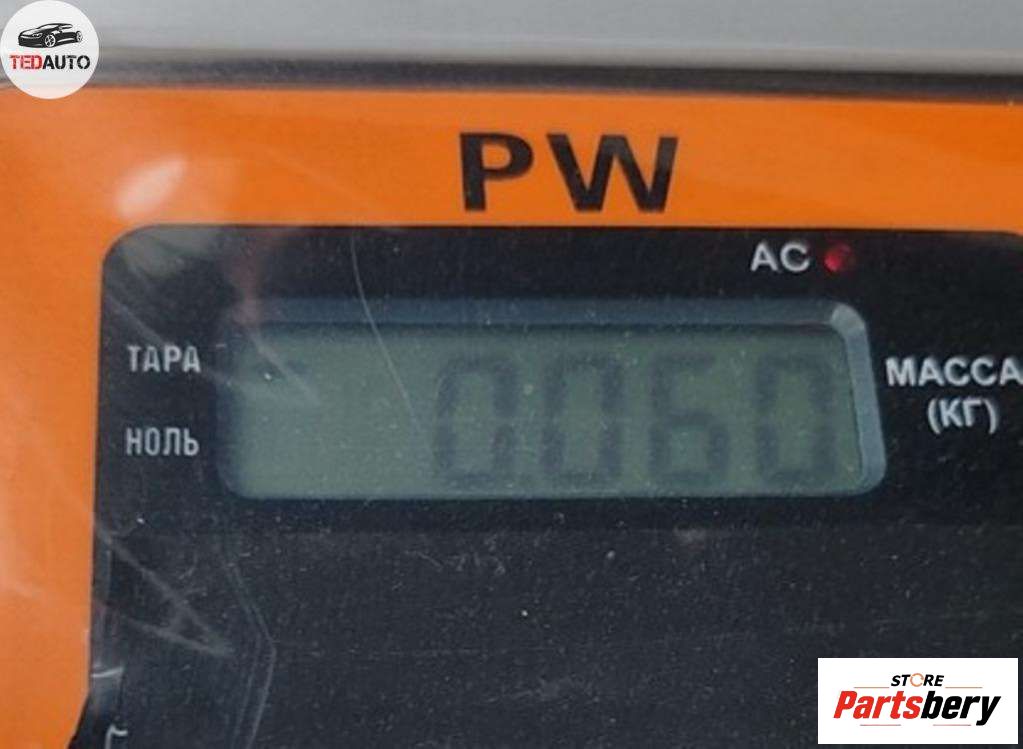 TEDAUTO
PW
AC
ТАРА
0.060
МАССА
(КГ)
НОЛЬ
STORE
Partsbery